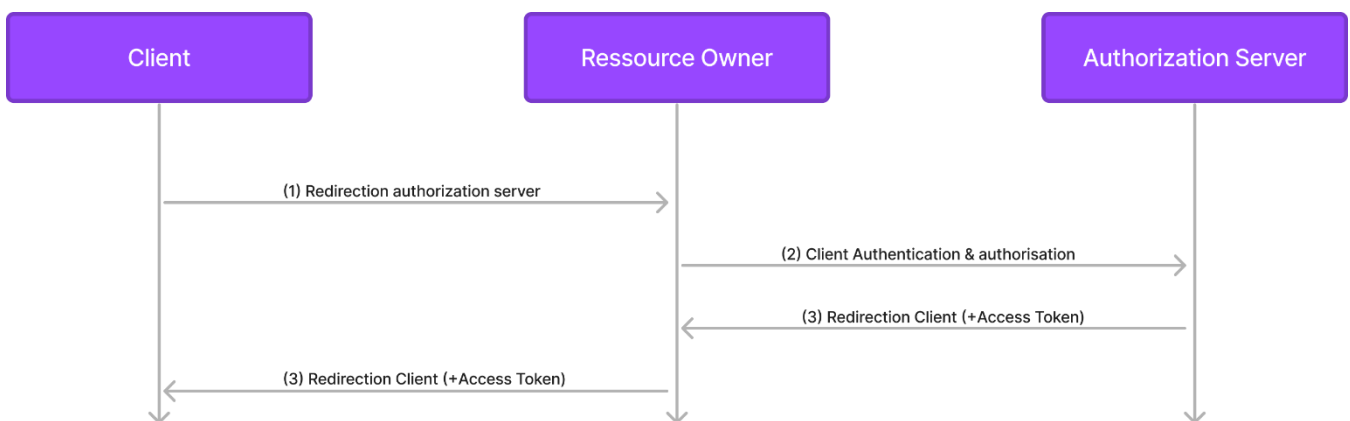 Client
Ressource Owner
Authorization Server
(1) Redirection authorization server
(2) Client Authentication & authorisation
(3) Redirection Client (+Access Token)
(3) Redirection Client (+Access Token)